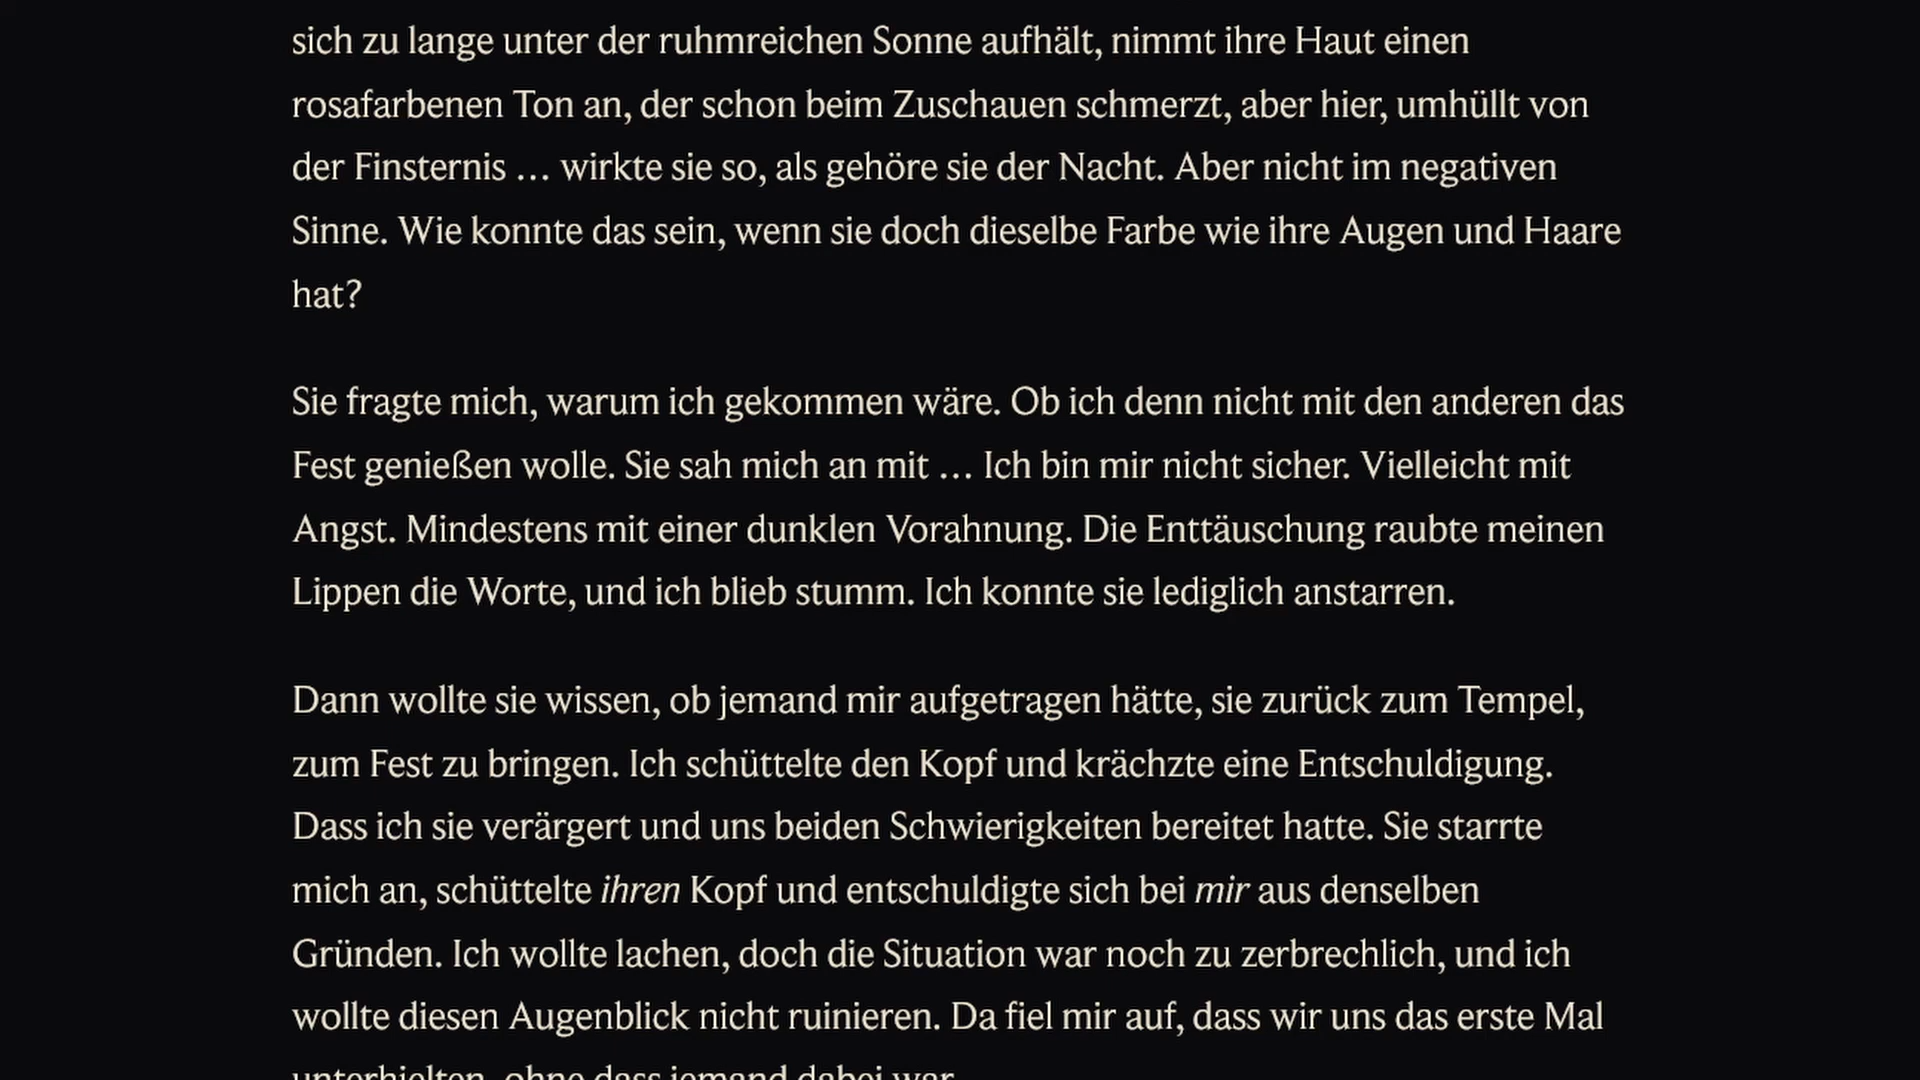 sich zu lange unter der ruhmreichen Sonne aufhält, nimmt ihre Haut einen
rosafarbenen Ton an, der schon beim Zuschauen schmerzt, aber hier, umhüllt von
der Finsternis … wirkte sie so, als gehöre sie der Nacht. Aber nicht im negativen
Sinne. Wie konnte das sein, wenn sie doch dieselbe Farbe wie ihre Augen und Haare
hat?
Sie fragte mich, warum ich gekommen wäre. Ob ich denn nicht mit den anderen das
Fest genießen wolle. Sie sah mich an mit … Ich bin mir nicht sicher. Vielleicht mit
Angst. Mindestens mit einer dunklen Vorahnung. Die Enttäuschung raubte meinen
Lippen die Worte, und ich blieb stumm. Ich konnte sie lediglich anstarren.
Dann wollte sie wissen, ob jemand mir aufgetragen hätte, sie zurück zum Tempel,
zum Fest zu bringen. Ich schüttelte den Kopf und krächzte eine Entschuldigung.
Dass ich sie verärgert und uns beiden Schwierigkeiten bereitet hatte. Sie starrte
mich an, schüttelte ihren Kopf und entschuldigte sich bei mir aus denselben
Gründen. Ich wollte lachen, doch die Situation war noch zu zerbrechlich, und ich
wollte diesen Augenblick nicht ruinieren. Da fiel mir auf, dass wir uns das erste Mal
unterhielten, ohne dass jemand dabei war.